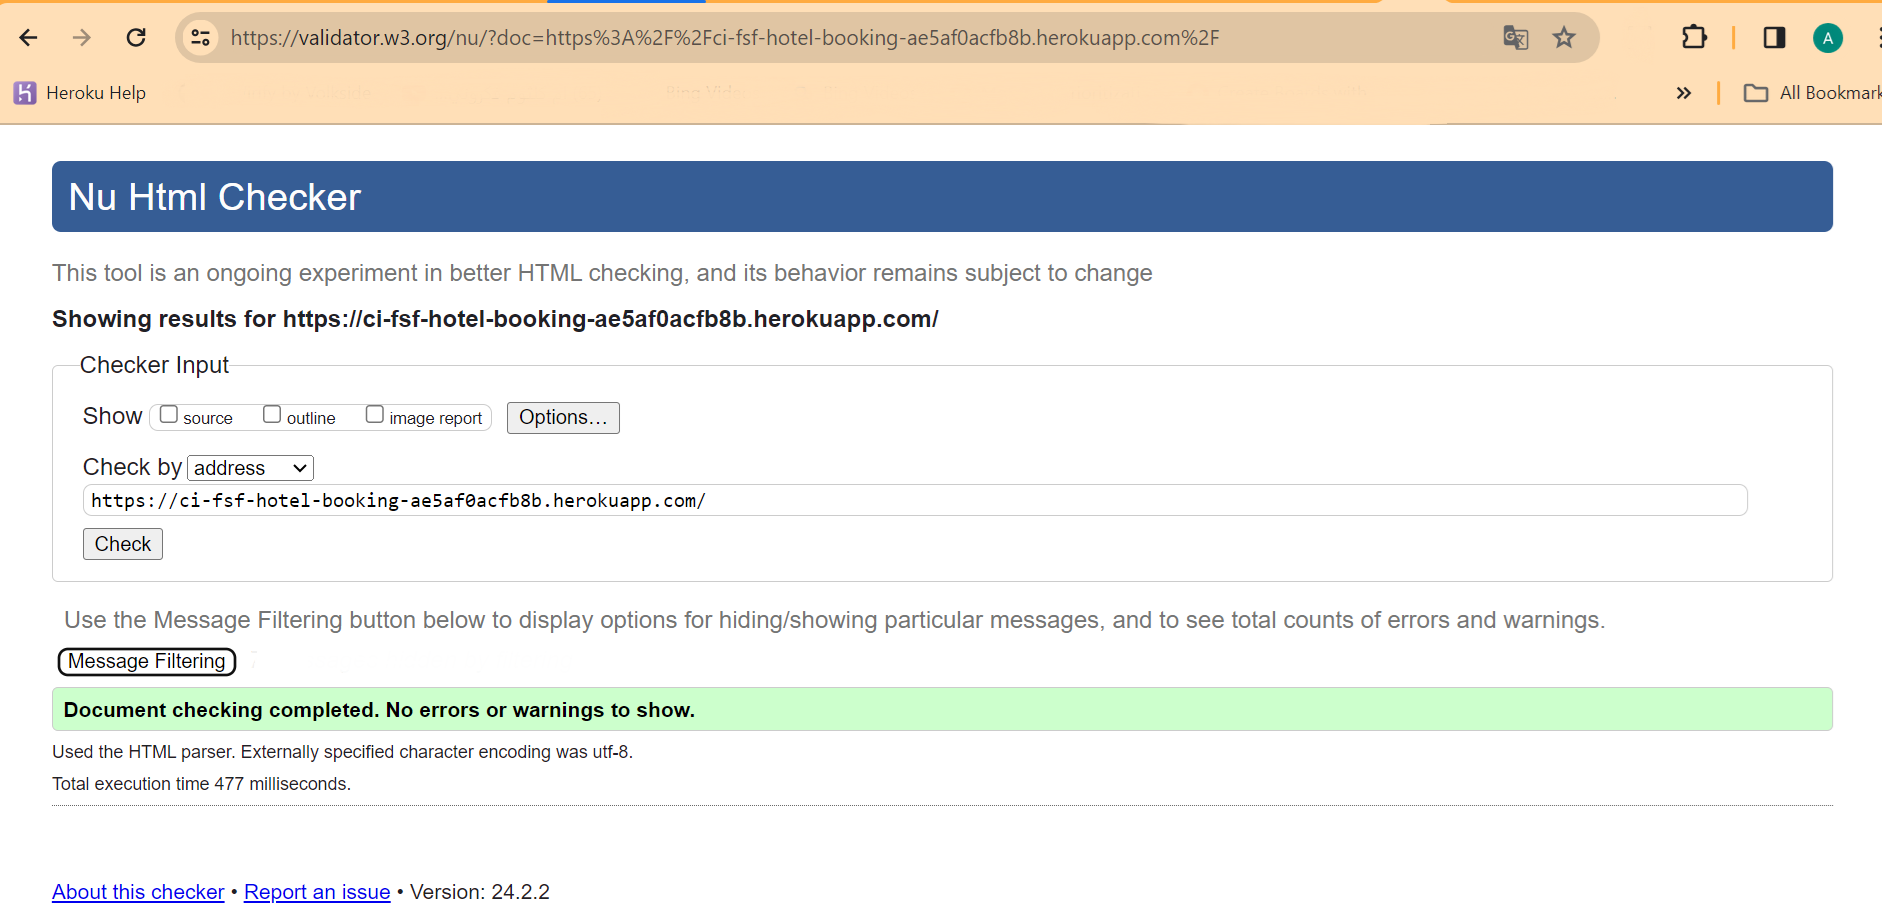 https://validator.w3.org/nu/?doc=https%3A%2F%2Fci-fsf-hotel-booking-ae5af0acfb8b.herokuapp.com%2F
A
Heroku Help
» All Bookmark
Nu Html Checker
This tool is an ongoing experiment in better HTML checking, and its behavior remains subject to change
Showing results for https://ci-fsf-hotel-booking-ae5af0acfb8b.herokuapp.com/
Checker Input
Show source outline image report Options...
Check by address
https://ci-fsf-hotel-booking-ae5af0acfb8b.herokuapp.com/
Check
Use the Message Filtering button below to display options for hiding/showing particular messages, and to see total counts of errors and warnings.
Message Filtering
Document checking completed. No errors or warnings to show.
Used the HTML parser. Externally specified character encoding was utf-8.
Total execution time 477 milliseconds.
About this checker • Report an issue • Version: 24.2.2